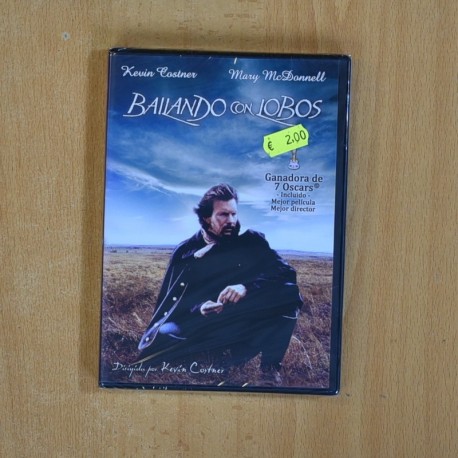 Kevin Costner Mary McDonnell
BAILANDO CON LOBOS
€ 2,00
Ganadora de
7 Oscars®
- Incluido -
Mejor película
Mejor director
Dirigida por Kevin Costner